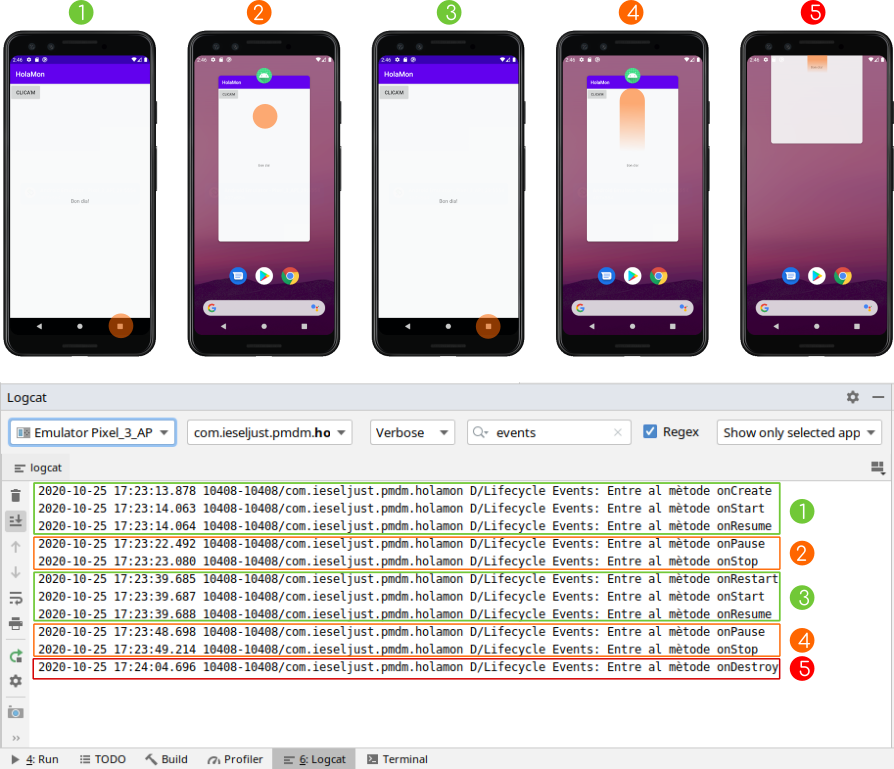 1 2 3 4 5
2:46 2:46 2:46 2:46 2:46
HolaMon HolaMon HolaMon HolaMon
CLICAM CLICAM CLICAM CLICAM
Bon dia! Bon dia! Bon dia! Bon dia!
Logcat
Emulator Pixel_3_AP com.ieseljust.pmdm.ho Verbose events Regex Show only selected app
logcat
2020-10-25 17:23:13.878 10408-10408/com.ieseljust.pmdm.holamon D/Lifecycle Events: Entre al mètode onCreate
2020-10-25 17:23:14.063 10408-10408/com.ieseljust.pmdm.holamon D/Lifecycle Events: Entre al mètode onStart 1
2020-10-25 17:23:14.064 10408-10408/com.ieseljust.pmdm.holamon D/Lifecycle Events: Entre al mètode onResume
2020-10-25 17:23:22.492 10408-10408/com.ieseljust.pmdm.holamon D/Lifecycle Events: Entre al mètode onPause 2
2020-10-25 17:23:23.080 10408-10408/com.ieseljust.pmdm.holamon D/Lifecycle Events: Entre al mètode onStop
2020-10-25 17:23:39.685 10408-10408/com.ieseljust.pmdm.holamon D/Lifecycle Events: Entre al mètode onRestart
2020-10-25 17:23:39.687 10408-10408/com.ieseljust.pmdm.holamon D/Lifecycle Events: Entre al mètode onStart 3
2020-10-25 17:23:39.688 10408-10408/com.ieseljust.pmdm.holamon D/Lifecycle Events: Entre al mètode onResume
2020-10-25 17:23:48.698 10408-10408/com.ieseljust.pmdm.holamon D/Lifecycle Events: Entre al mètode onPause 4
2020-10-25 17:23:49.214 10408-10408/com.ieseljust.pmdm.holamon D/Lifecycle Events: Entre al mètode onStop
2020-10-25 17:24:04.696 10408-10408/com.ieseljust.pmdm.holamon D/Lifecycle Events: Entre al mètode onDestroy 5
4: Run TODO Build Profiler 6: Logcat Terminal